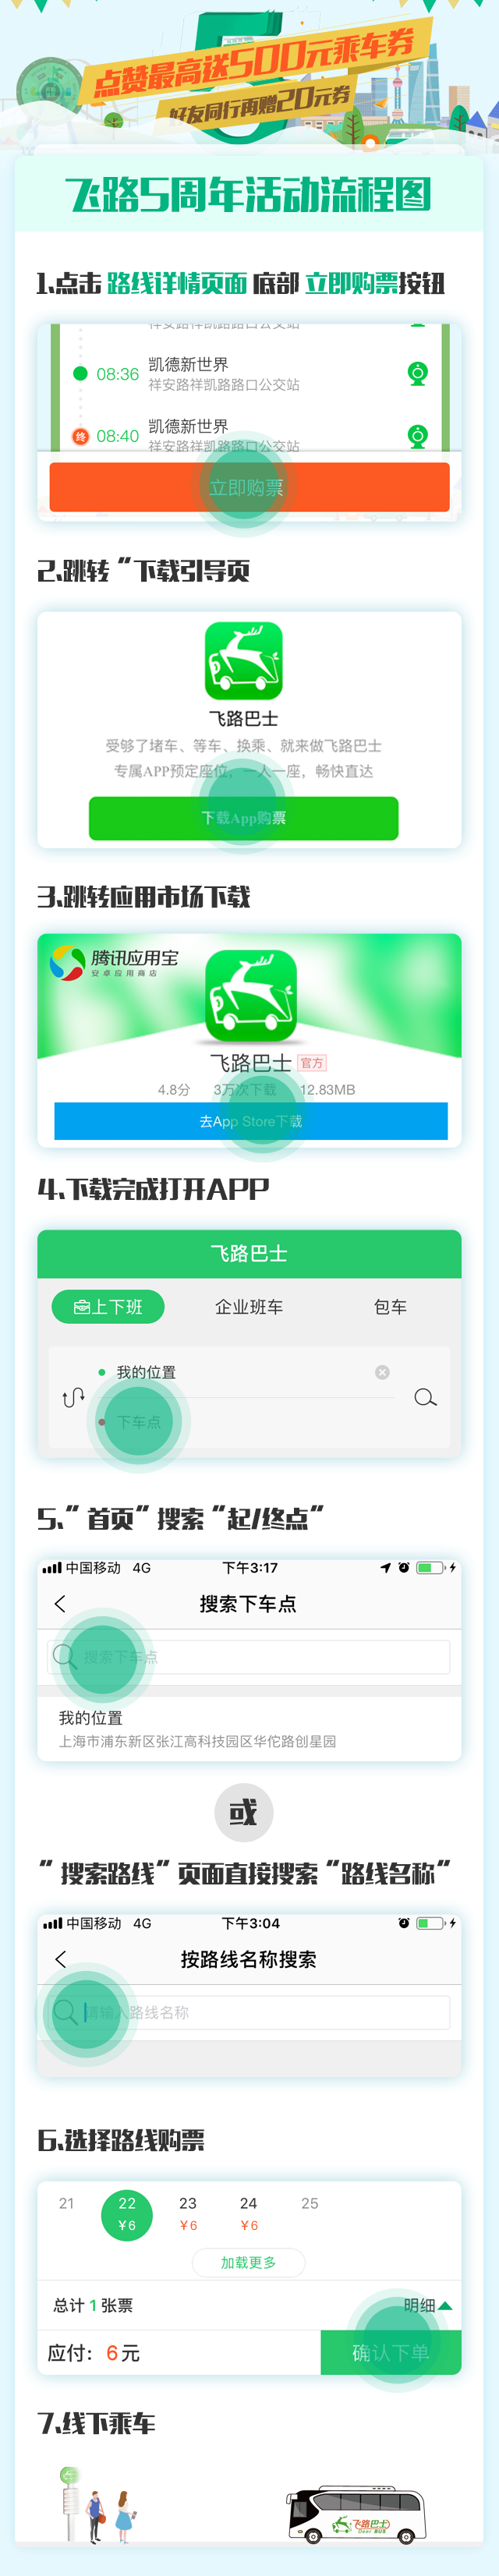 点赞最高送500元乘车券
好友同行再赠20元券
飞路5周年活动流程图
1.点击 路线详情页面 底部 立即购票按钮
祥安路祥凯路路口公交站
08:36 凯德新世界
祥安路祥凯路路口公交站
终 08:40 凯德新世界
祥安路祥凯路路口公交站
立即购票
2.跳转 "下载引导页
飞路巴士
受够了堵车、等车、换乘、就来做飞路巴士
专属APP预定座位，一人一座，畅快直达
下载App购票
3.跳转应用市场下载
腾讯应用宝
安卓应用商店
飞路巴士 官方
4.8分 3万次下载 12.83MB
去App Store下载
4.下载完成打开APP
飞路巴士
上下班 企业班车 包车
我的位置
下车点
5." 首页" 搜索 "起/终点"
中国移动 4G 下午3:17
搜索下车点
搜索下车点
我的位置
上海市浦东新区张江高科技园区华佗路创星园
或
" 搜索路线" 页面直接搜索 "路线名称"
中国移动 4G 下午3:04
按路线名称搜索
请输入路线名称
6.选择路线购票
21 22 23 24 25
¥6 ¥6 ¥6
加载更多
总计 1 张票 明细
应付: 6元 确认下单
7.线下乘车
飞路巴士